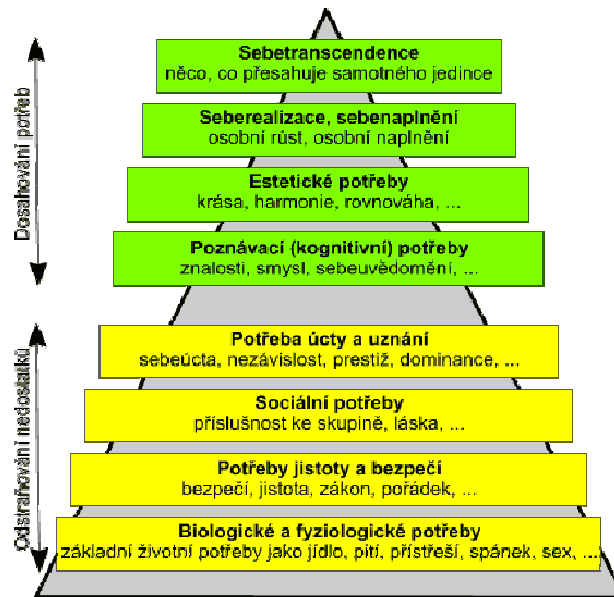 Sebetranscendence
něco, co přesahuje samotného jedince
Seberealizace, sebenaplnění
osobní růst, osobní naplnění
Estetické potřeby
krása, harmonie, rovnováha, ...
Poznávací (kognitivní) potřeby
znalosti, smysl, sebeuvědomění, ...
Dosahování potřeb
Potřeba úcty a uznání
sebeúcta, nezávislost, prestiž, dominance, ...
Sociální potřeby
příslušnost ke skupině, láska, ...
Potřeby jistoty a bezpečí
bezpečí, jistota, zákon, pořádek, ...
Biologické a fyziologické potřeby
základní životní potřeby jako jídlo, pití, přístřeší, spánek, sex, ...
Odstraňování nedostatků